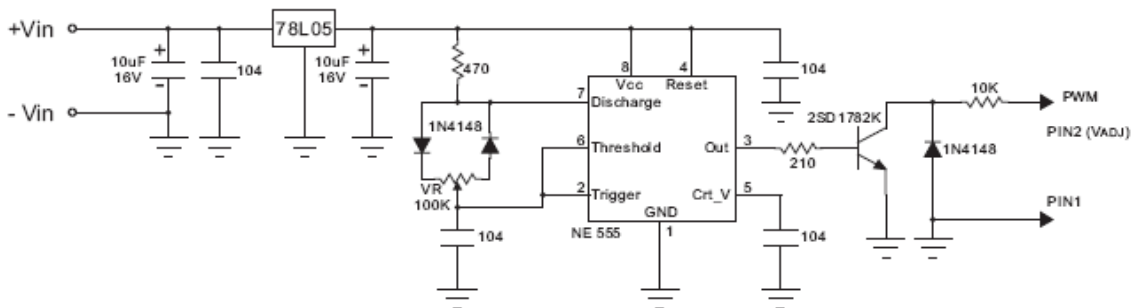 +Vin
78L05
10uF
16V
104
10uF
16V
- Vin
470
8
Vcc
4
Reset
104
7
Discharge
1N4148
6
Threshold
Out
3
210
2SD1782K
10K
PWM
PIN2 (VADJ)
1N4148
VR
100K
2
Trigger
Crt_V
5
PIN1
104
NE 555
GND
1
104